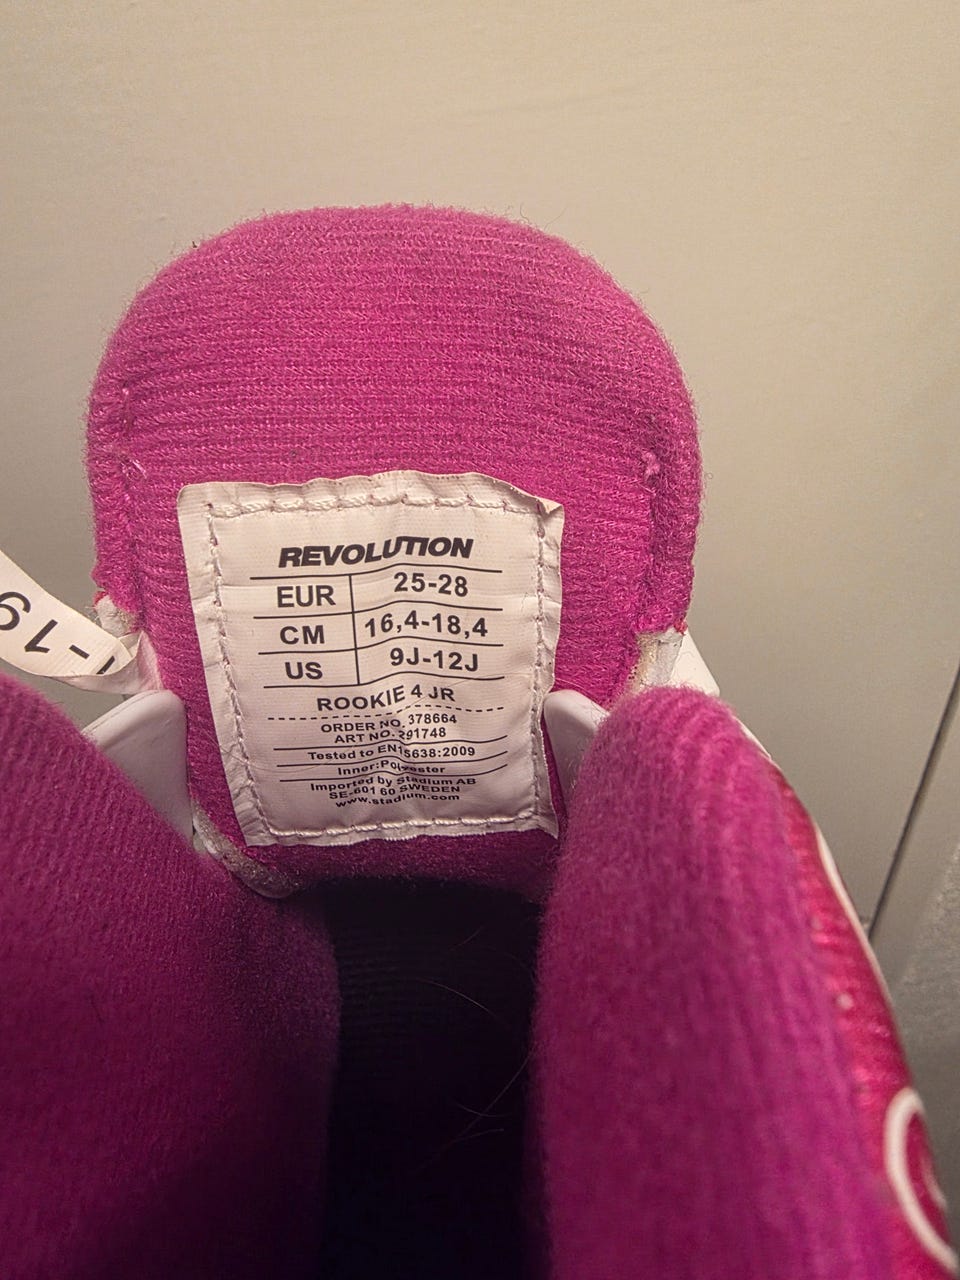 REVOLUTION
EUR 25-28
CM 16,4-18,4
US 9J-12J
ROOKIE 4 JR
ORDER NO. 378664
ART NO. 291748
Tested to EN15638:2009
Inner:Polyester
Imported by Stadium AB
SE-601 60 SWEDEN
www.stadium.com